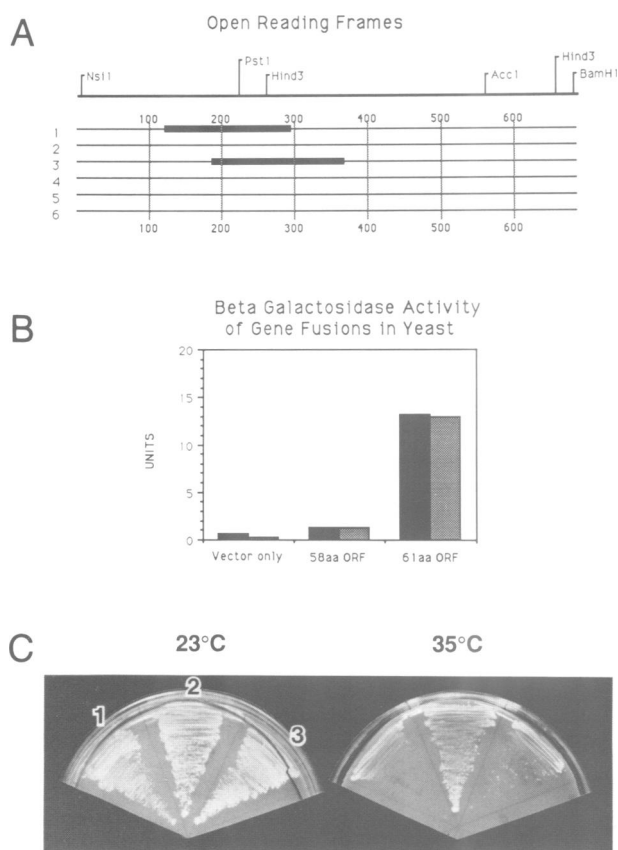 A
Open Reading Frames
Nsi1 Pst1 Hind3 Acc1 Hind3 BamH1
100 200 300 400 500 600
1
2
3
4
5
6
100 200 300 400 500 600
B
Beta Galactosidase Activity
of Gene Fusions in Yeast
20
15
10
5
0
UNITS
Vector only 58aa ORF 61aa ORF
C
23°C 35°C
1 2 3